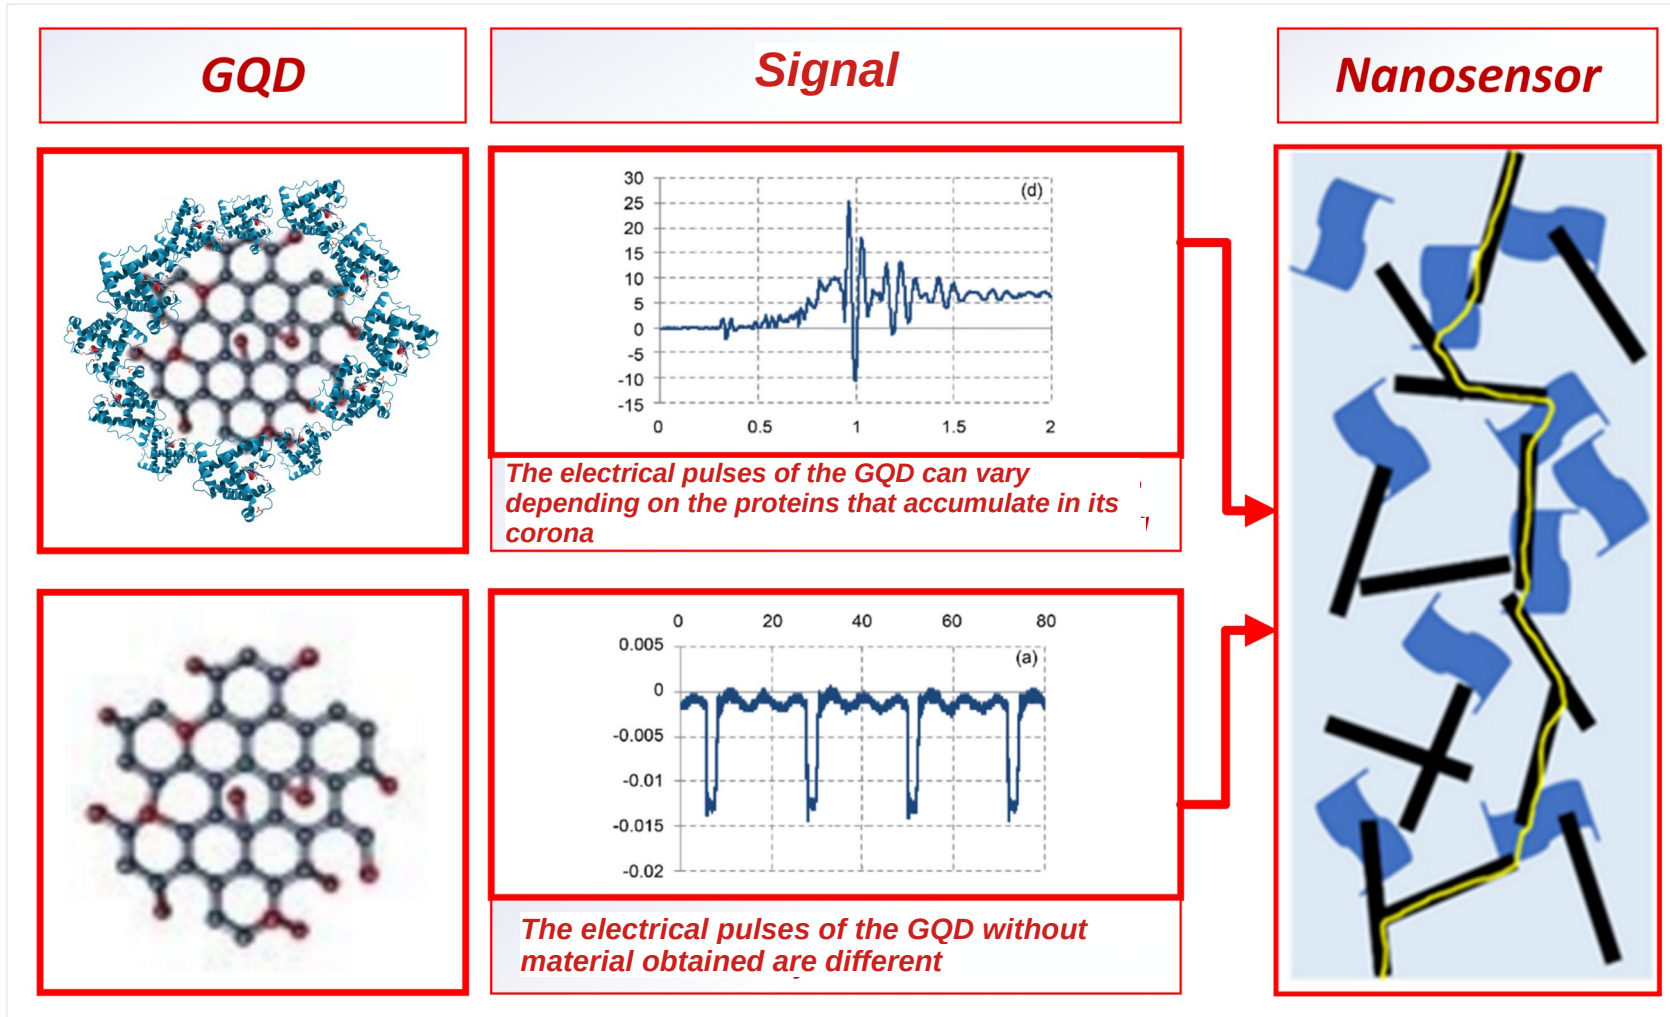 GQD
Signal
Nanosensor
(d)
30
25
20
15
10
5
0
-5
-10
-15
0 0.5 1 1.5 2
The electrical pulses of the GQD can vary
depending on the proteins that accumulate in its
corona
0 20 40 60 80
(a)
0.005
0
-0.005
-0.01
-0.015
-0.02
The electrical pulses of the GQD without
material obtained are different